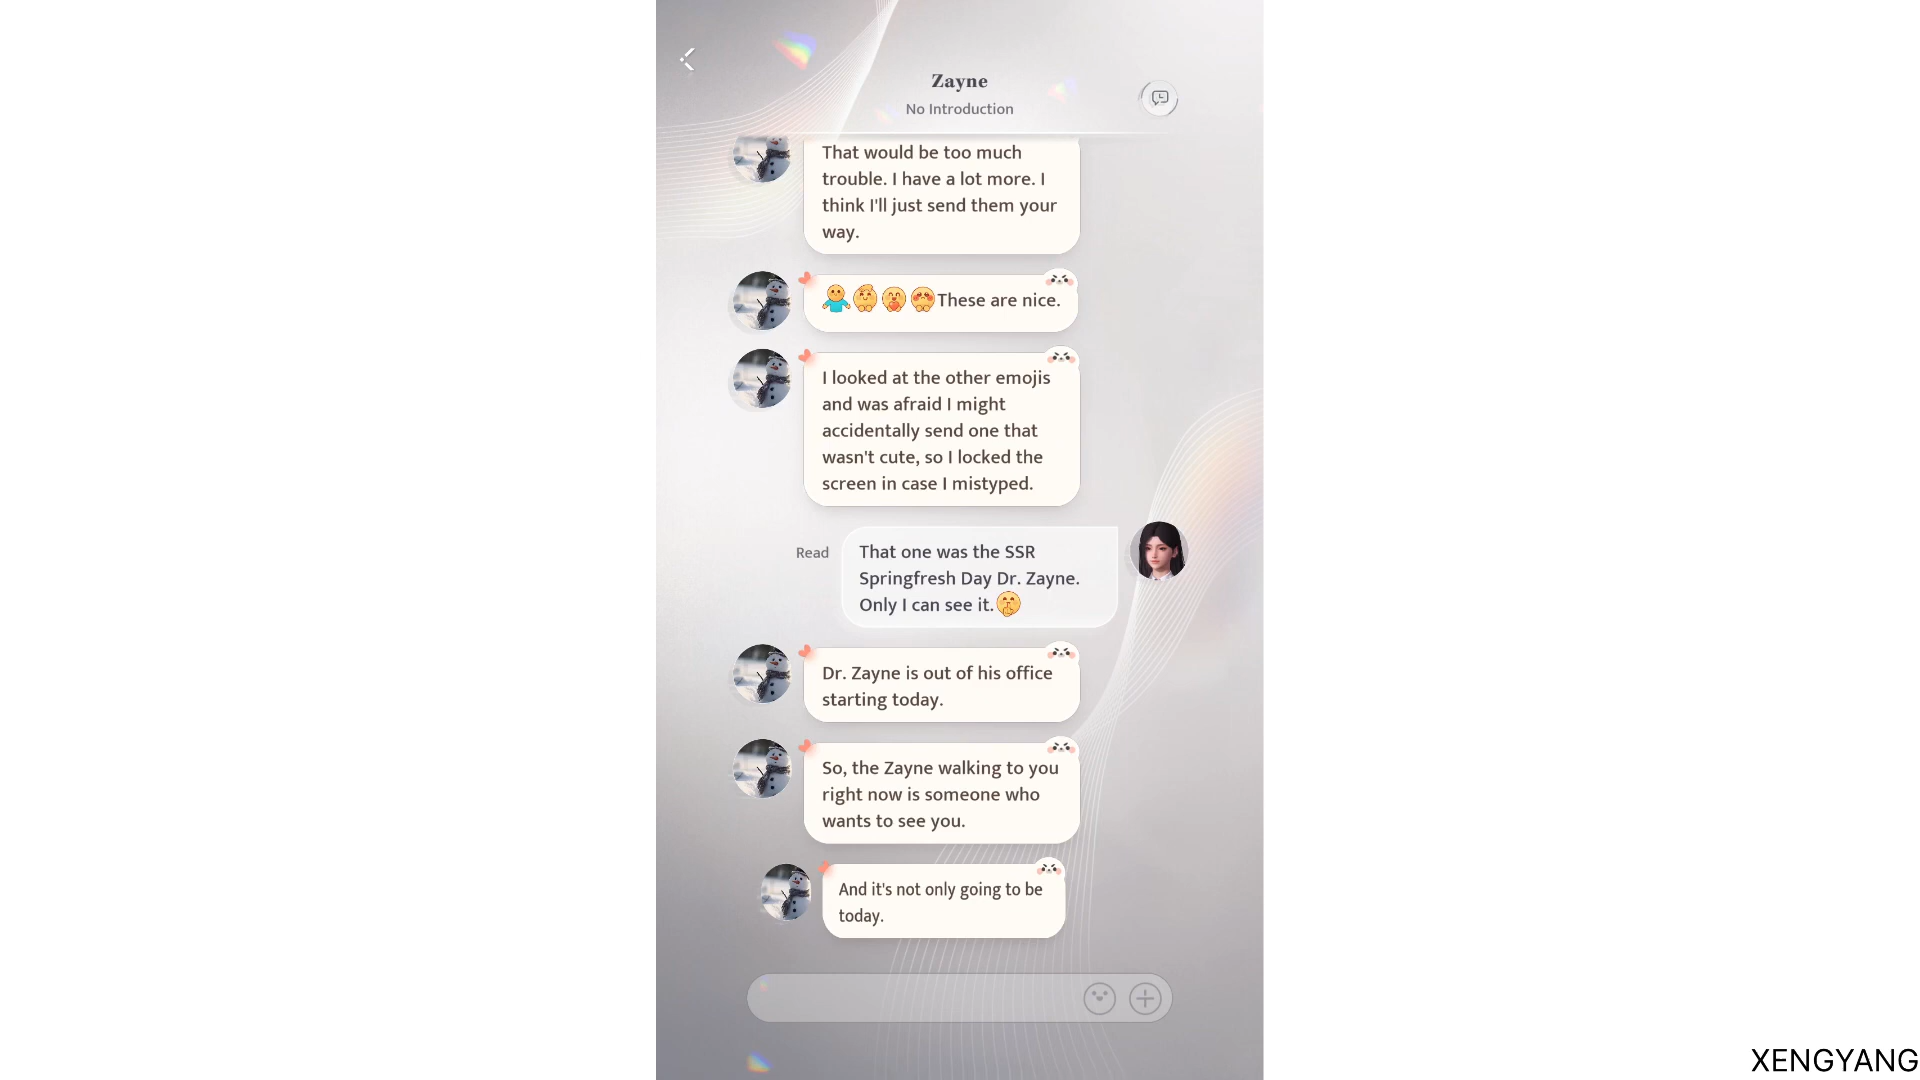 Zayne
No Introduction
That would be too much
trouble. I have a lot more. I
think I'll just send them your
way.
These are nice.
I looked at the other emojis
and was afraid I might
accidentally send one that
wasn't cute, so I locked the
screen in case I mistyped.
Read
That one was the SSR
Springfresh Day Dr. Zayne.
Only I can see it.
Dr. Zayne is out of his office
starting today.
So, the Zayne walking to you
right now is someone who
wants to see you.
And it's not only going to be
today.
XENGYANG